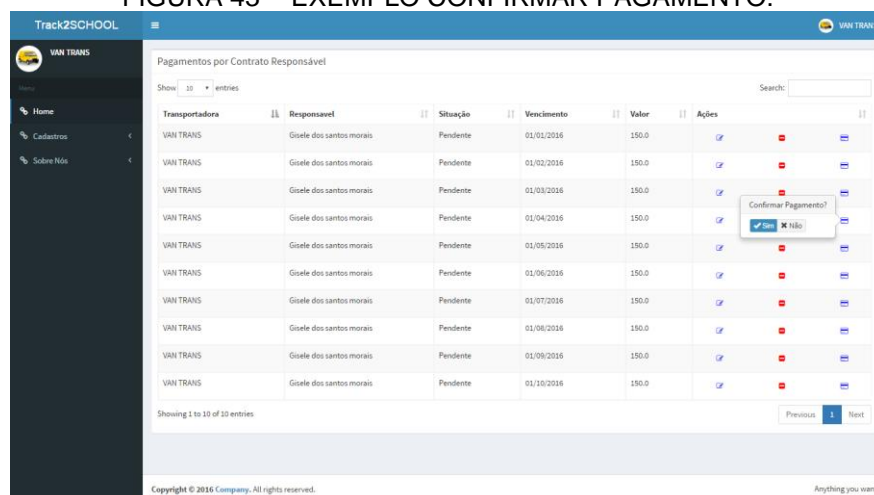 FIGURA 45 – EXEMPLO CONFIRMAR PAGAMENTO.
Track2SCHOOL
VAN TRAN
VAN TRANS
Menu
Home
Cadastros
Sobre Nós
Pagamentos por Contrato Responsável
Show 10 entries
Search:
Transportadora Responsavel Situação Vencimento Valor Ações
VAN TRANS Gisele dos santos morais Pendente 01/01/2016 150.0
VAN TRANS Gisele dos santos morais Pendente 01/02/2016 150.0
VAN TRANS Gisele dos santos morais Pendente 01/03/2016 150.0
Confirmar Pagamento?
VAN TRANS Gisele dos santos morais Pendente 01/04/2016 150.0
Sim Não
VAN TRANS Gisele dos santos morais Pendente 01/05/2016 150.0
VAN TRANS Gisele dos santos morais Pendente 01/06/2016 150.0
VAN TRANS Gisele dos santos morais Pendente 01/07/2016 150.0
VAN TRANS Gisele dos santos morais Pendente 01/08/2016 150.0
VAN TRANS Gisele dos santos morais Pendente 01/09/2016 150.0
VAN TRANS Gisele dos santos morais Pendente 01/10/2016 150.0
Showing 1 to 10 of 10 entries
Previous 1 Next
Copyright © 2016 Company. All rights reserved.
Anything you wan